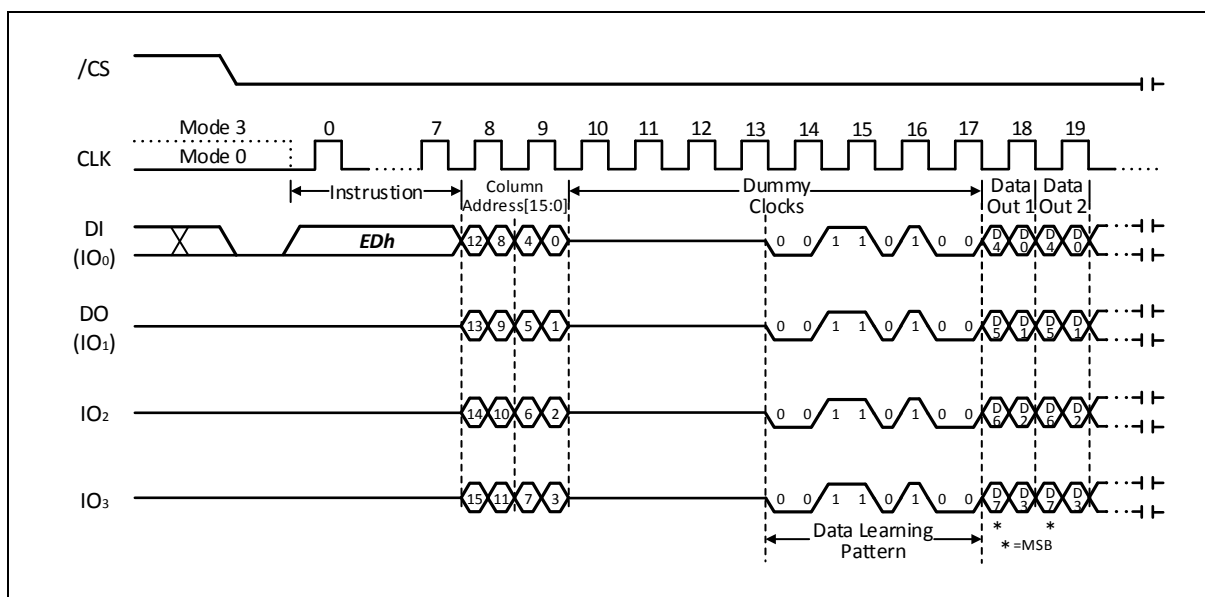 /CS
Mode 3
Mode 0
CLK
0 7 8 9 10 11 12 13 14 15 16 17 18 19
Instrustion
Column
Address[15:0]
Dummy
Clocks
Data
Out 1
Data
Out 2
DI
(IO0)
EDh
12 8 4 0
0 0 1 1 0 1 0 0
D4 D0 D4 D0
DO
(IO1)
13 9 5 1
0 0 1 1 0 1 0 0
D5 D1 D5 D1
IO2
14 10 6 2
0 0 1 1 0 1 0 0
D6 D2 D6 D2
IO3
15 11 7 3
0 0 1 1 0 1 0 0
D7 D3 D7 D3
* *
Data Learning
Pattern
*=MSB